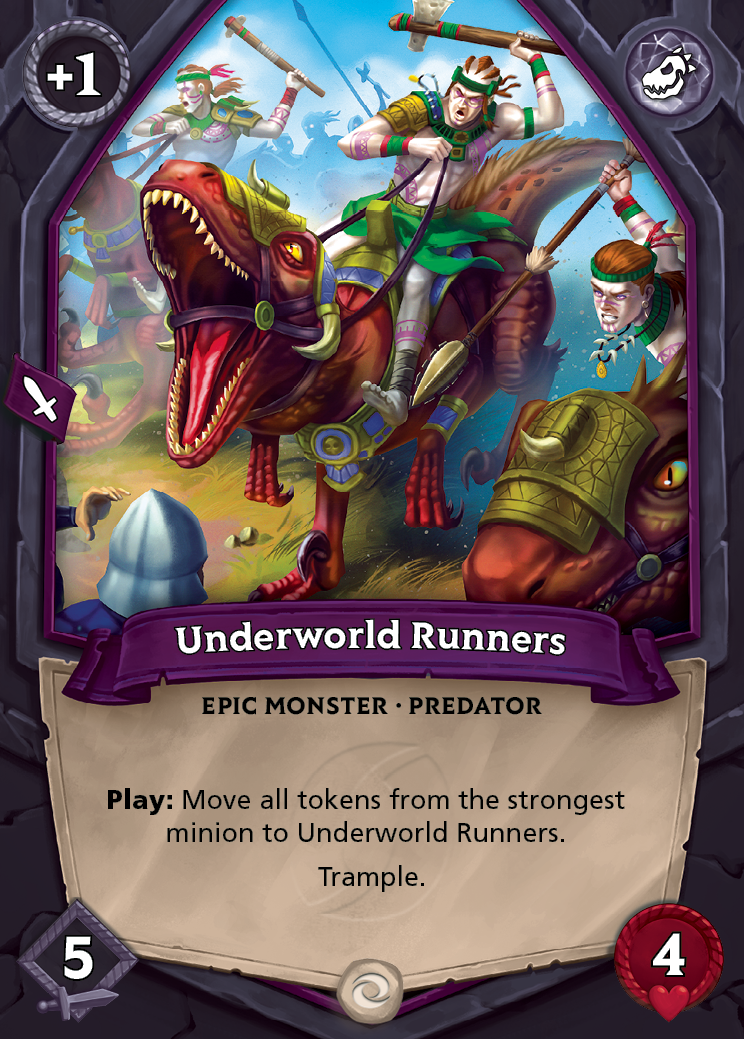 +1
Underworld Runners
EPIC MONSTER · PREDATOR
Play: Move all tokens from the strongest
minion to Underworld Runners.
Trample.
5
4